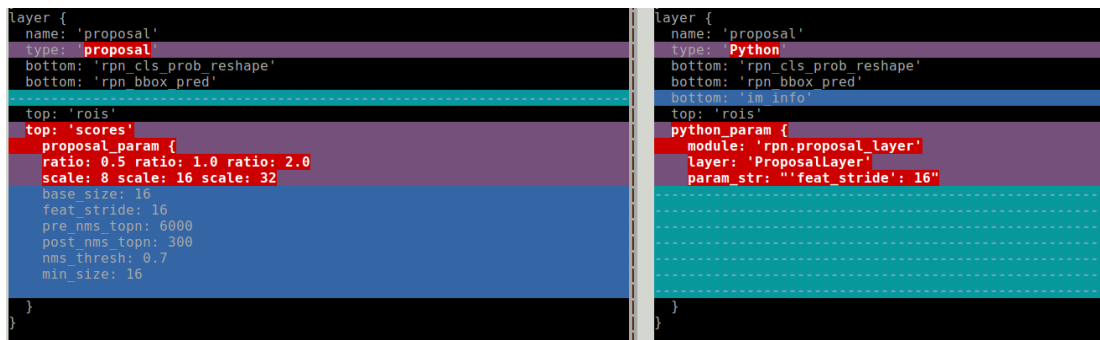 layer {
  name: 'proposal'
  type: 'proposal'
  bottom: 'rpn_cls_prob_reshape'
  bottom: 'rpn_bbox_pred'
  top: 'rois'
  top: 'scores'
    proposal_param {
    ratio: 0.5 ratio: 1.0 ratio: 2.0
    scale: 8 scale: 16 scale: 32
    base_size: 16
    feat_stride: 16
    pre_nms_topn: 6000
    post_nms_topn: 300
    nms_thresh: 0.7
    min_size: 16
  }
}
layer {
  name: 'proposal'
  type: 'Python'
  bottom: 'rpn_cls_prob_reshape'
  bottom: 'rpn_bbox_pred'
  bottom: 'im_info'
  top: 'rois'
  python_param {
    module: 'rpn.proposal_layer'
    layer: 'ProposalLayer'
    param_str: "'feat_stride': 16"
  }
}